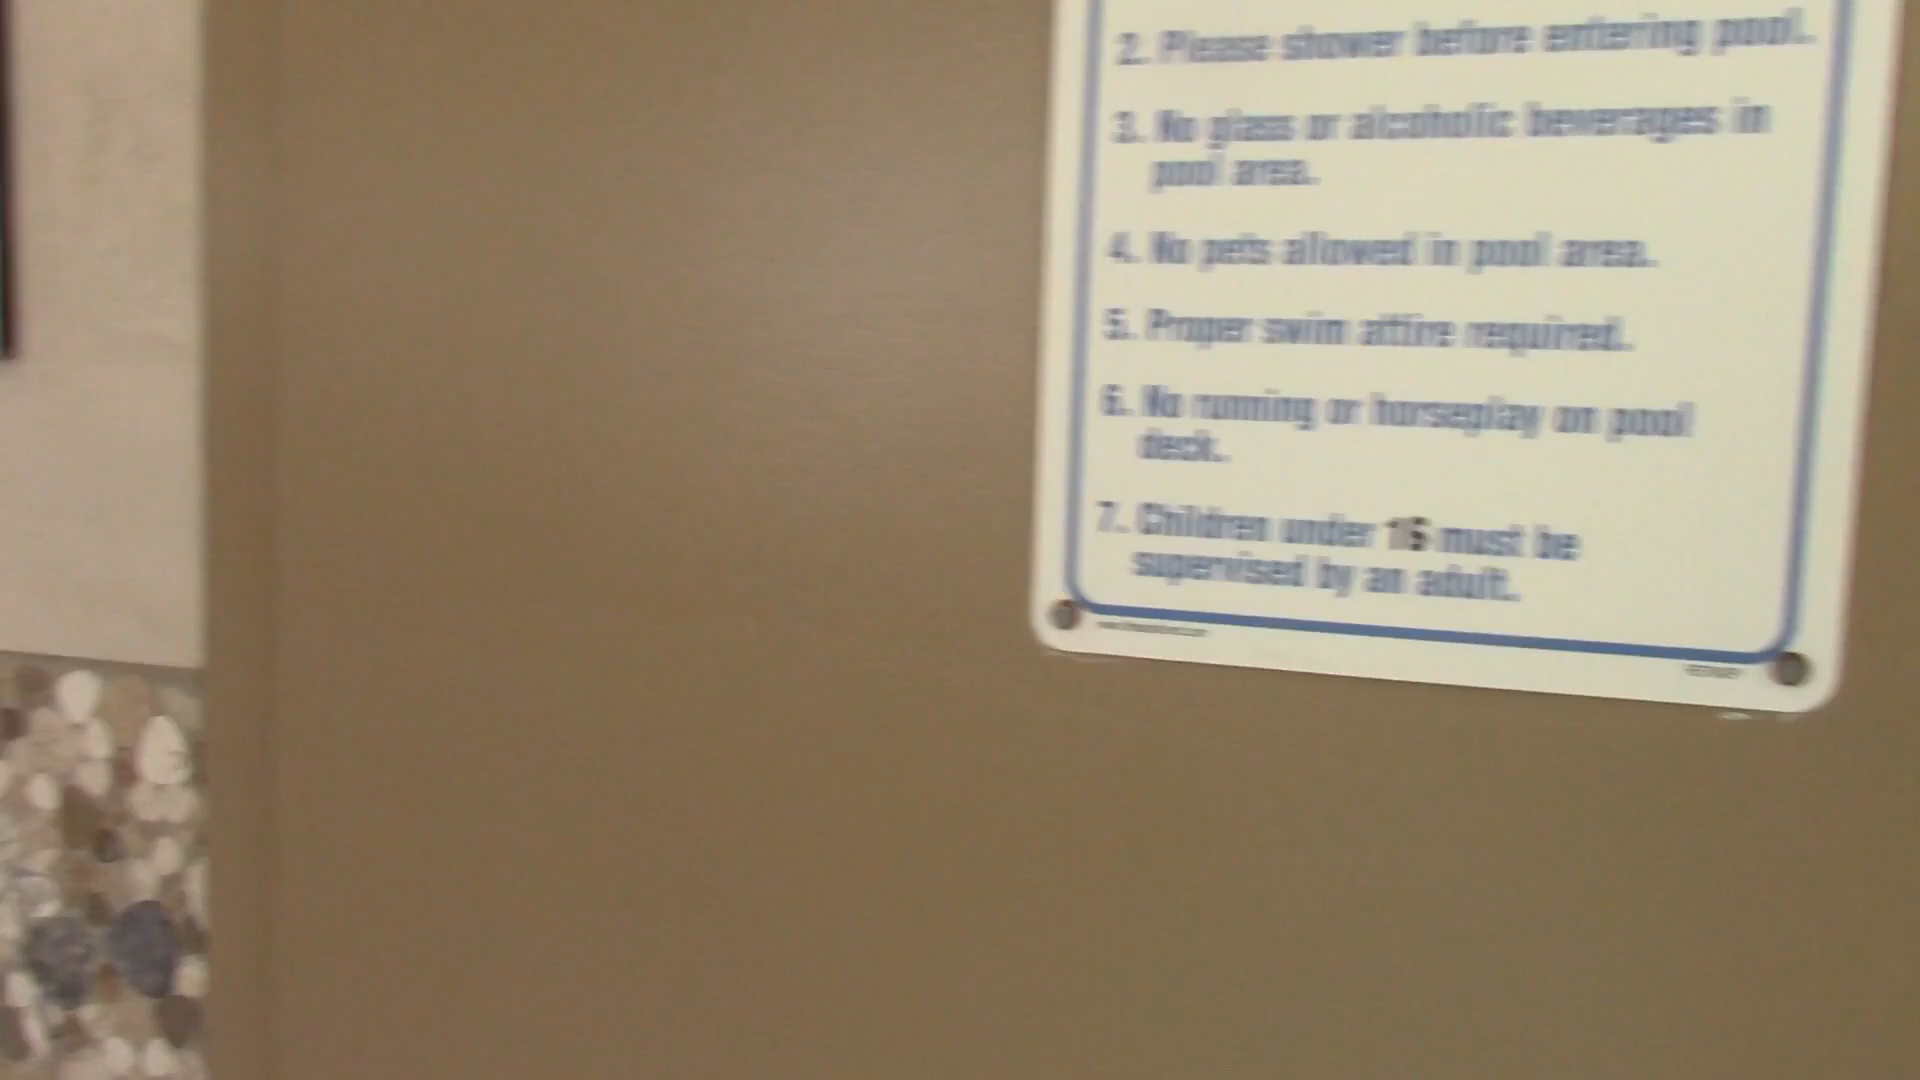 2. Please shower before entering pool.
3. No glass or alcoholic beverages in
pool area.
4. No pets allowed in pool area.
5. Proper swim attire required.
6. No running or horseplay on pool
deck.
7. Children under 16 must be
supervised by an adult.